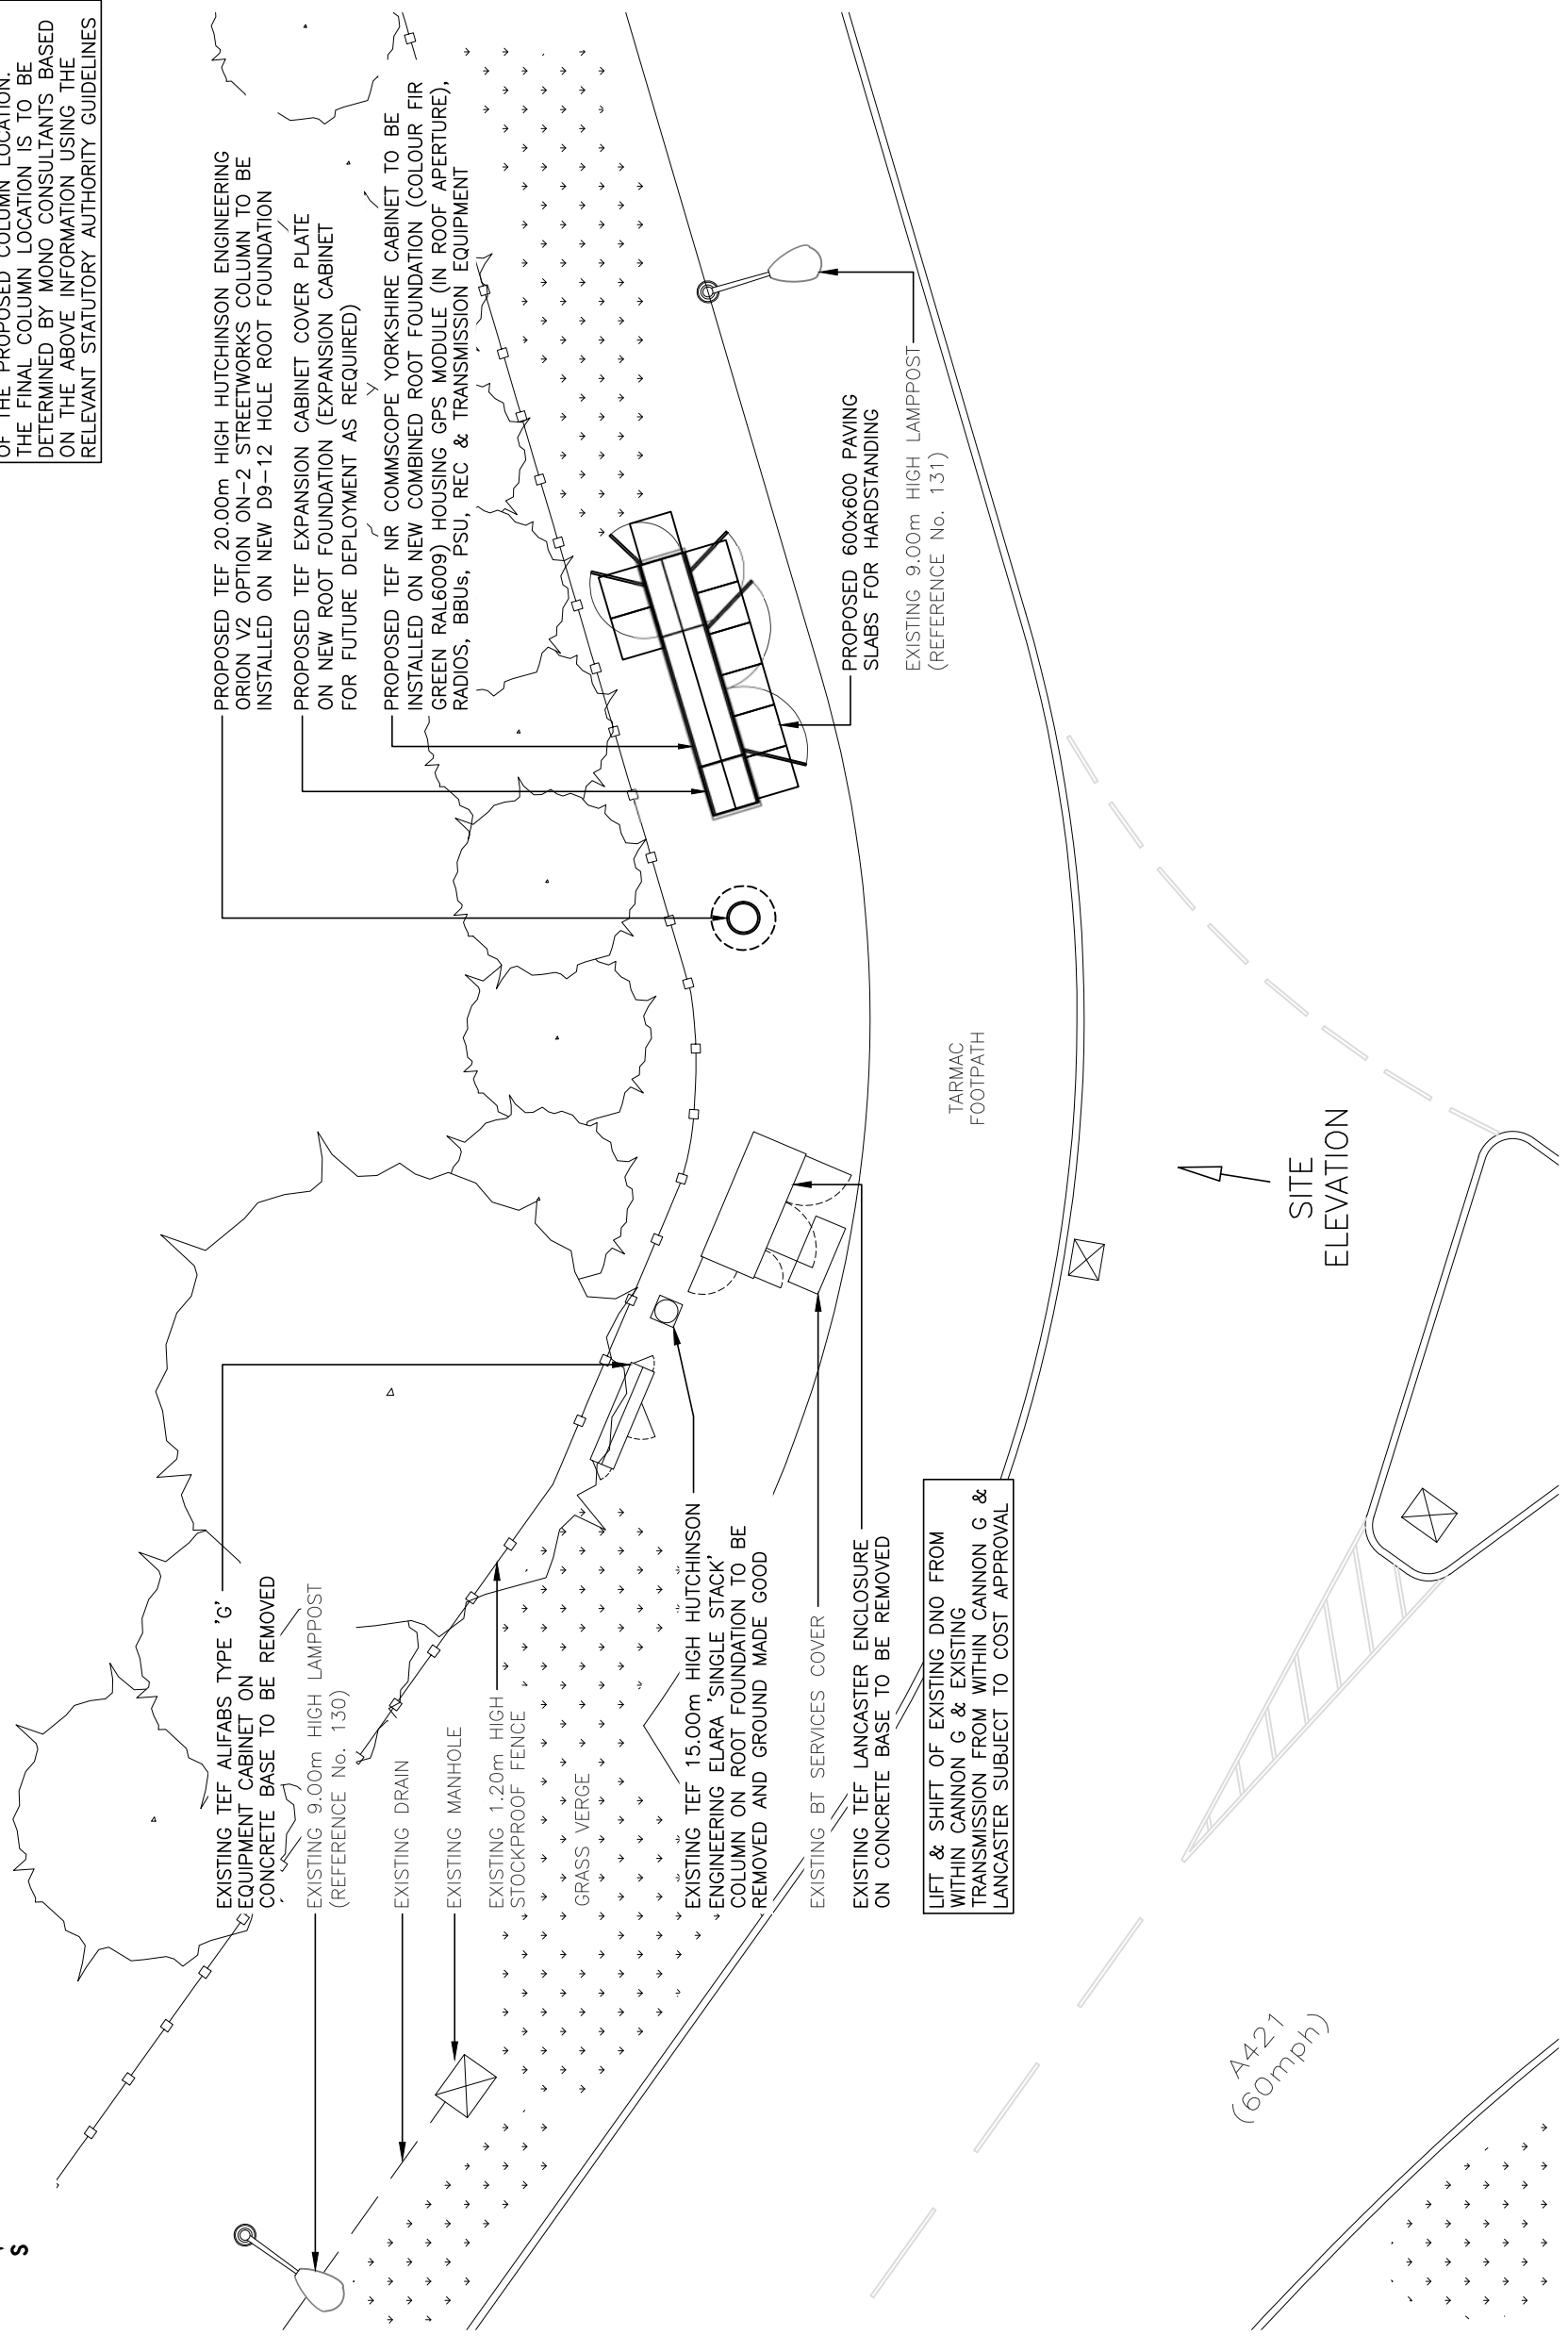 OF THE PROPOSED COLUMN LOCATION.
THE FINAL COLUMN LOCATION IS TO BE
DETERMINED BY MONO CONSULTANTS BASED
ON THE ABOVE INFORMATION USING THE
RELEVANT STATUTORY AUTHORITY GUIDELINES
PROPOSED TEF 20.00m HIGH HUTCHINSON ENGINEERING
ORION V2 OPTION ON-2 STREETWORKS COLUMN TO BE
INSTALLED ON NEW D9-12 HOLE ROOT FOUNDATION
PROPOSED TEF EXPANSION CABINET COVER PLATE
ON NEW ROOT FOUNDATION (EXPANSION CABINET
FOR FUTURE DEPLOYMENT AS REQUIRED)
PROPOSED TEF NR COMMSCOPE YORKSHIRE CABINET TO BE
INSTALLED ON NEW COMBINED ROOT FOUNDATION (COLOUR FIR
GREEN RAL6009) HOUSING GPS MODULE (IN ROOF APERTURE),
RADIOS, BBUs, PSU, REC & TRANSMISSION EQUIPMENT
PROPOSED 600x600 PAVING
SLABS FOR HARDSTANDING
EXISTING 9.00m HIGH LAMPPOST
(REFERENCE No. 131)
TARMAC
FOOTPATH
SITE
ELEVATION
EXISTING TEF ALIFABS TYPE 'G'
EQUIPMENT CABINET ON
CONCRETE BASE TO BE REMOVED
EXISTING 9.00m HIGH LAMPPOST
(REFERENCE No. 130)
EXISTING DRAIN
EXISTING MANHOLE
EXISTING 1.20m HIGH
STOCKPROOF FENCE
GRASS VERGE
EXISTING TEF 15.00m HIGH HUTCHINSON
ENGINEERING ELARA 'SINGLE STACK'
COLUMN ON ROOT FOUNDATION TO BE
REMOVED AND GROUND MADE GOOD
EXISTING BT SERVICES COVER
EXISTING TEF LANCASTER ENCLOSURE
ON CONCRETE BASE TO BE REMOVED
LIFT & SHIFT OF EXISTING DNO FROM
WITHIN CANNON G & EXISTING
TRANSMISSION FROM WITHIN CANNON G &
LANCASTER SUBJECT TO COST APPROVAL
A421
(60mph)
S